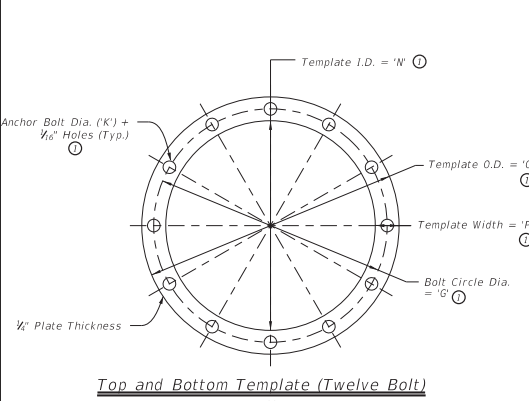 Template I.D. = 'N' ①
Anchor Bolt Dia. ('K') +
1/16" Holes (Typ.)
①
Template O.D. = 
①
Template Width = 
①
Bolt Circle Dia.
= 'G' ①
1/4" Plate Thickness
Top and Bottom Template (Twelve Bolt)